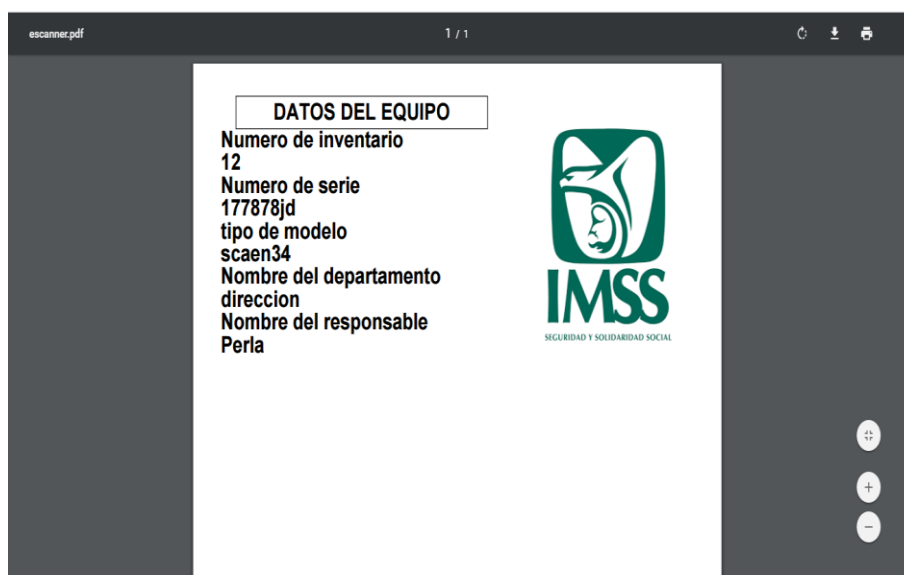 escanner.pdf
1 / 1
DATOS DEL EQUIPO
Numero de inventario
12
Numero de serie
177878jd
tipo de modelo
scaen34
Nombre del departamento
direccion
Nombre del responsable
Perla
IMSS
SEGURIDAD Y SOLIDARIDAD SOCIAL